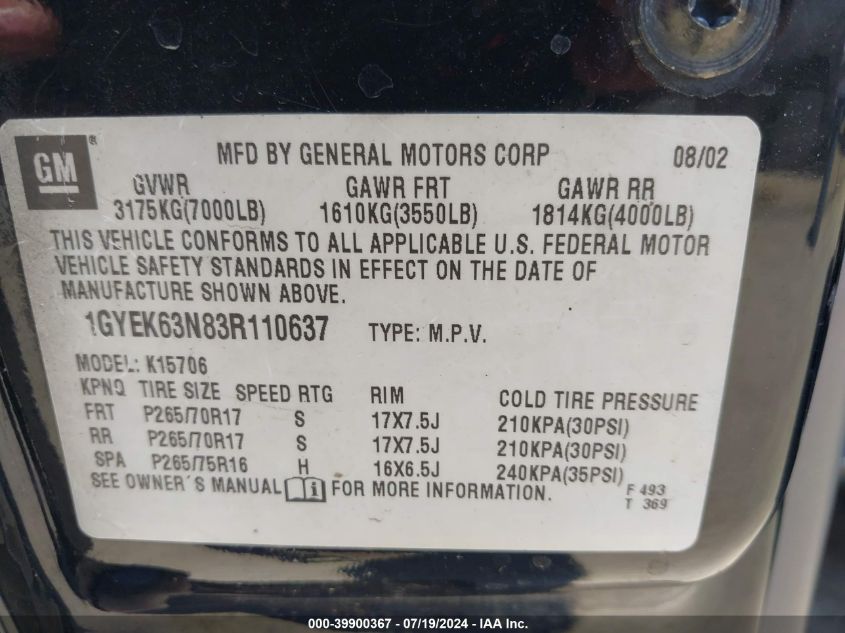 GM®
MFD BY GENERAL MOTORS CORP 08/02
GVWR GAWR FRT GAWR RR
3175KG(7000LB) 1610KG(3550LB) 1814KG(4000LB)
THIS VEHICLE CONFORMS TO ALL APPLICABLE U.S. FEDERAL MOTOR
VEHICLE SAFETY STANDARDS IN EFFECT ON THE DATE OF
MANUFACTURE SHOWN ABOVE.
1GYEK63N83R110637 TYPE: M.P.V.
MODEL: K15706
KPNQ TIRE SIZE SPEED RTG RIM COLD TIRE PRESSURE
FRT P265/70R17 S 17X7.5J 210KPA(30PSI)
RR P265/70R17 S 17X7.5J 210KPA(30PSI)
SPA P265/75R16 H 16X6.5J 240KPA(35PSI)
SEE OWNER'S MANUAL i FOR MORE INFORMATION. F 493
T 369
000-39900367 - 07/19/2024 - IAA Inc.